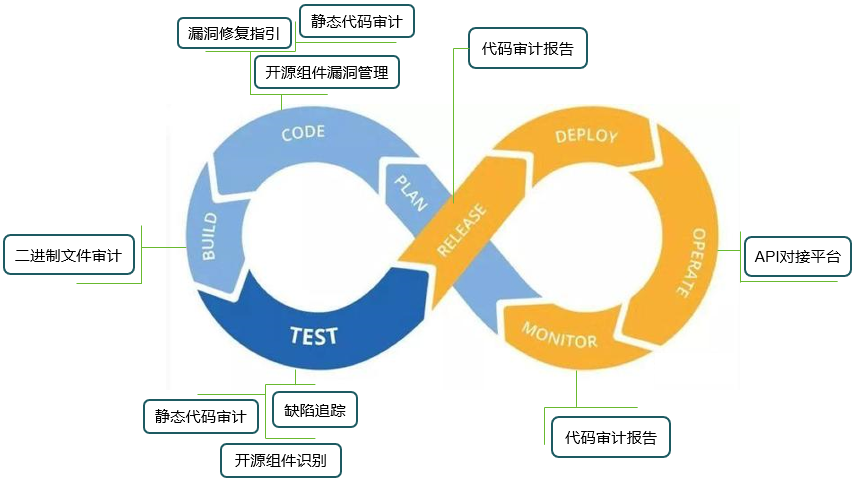 静态代码审计
漏洞修复指引
代码审计报告
开源组件漏洞管理
CODE
DEPLOY
PLAN
BUILD
RELEASE
OPERATE
二进制文件审计
API对接平台
TEST
MONITOR
静态代码审计
缺陷追踪
代码审计报告
开源组件识别